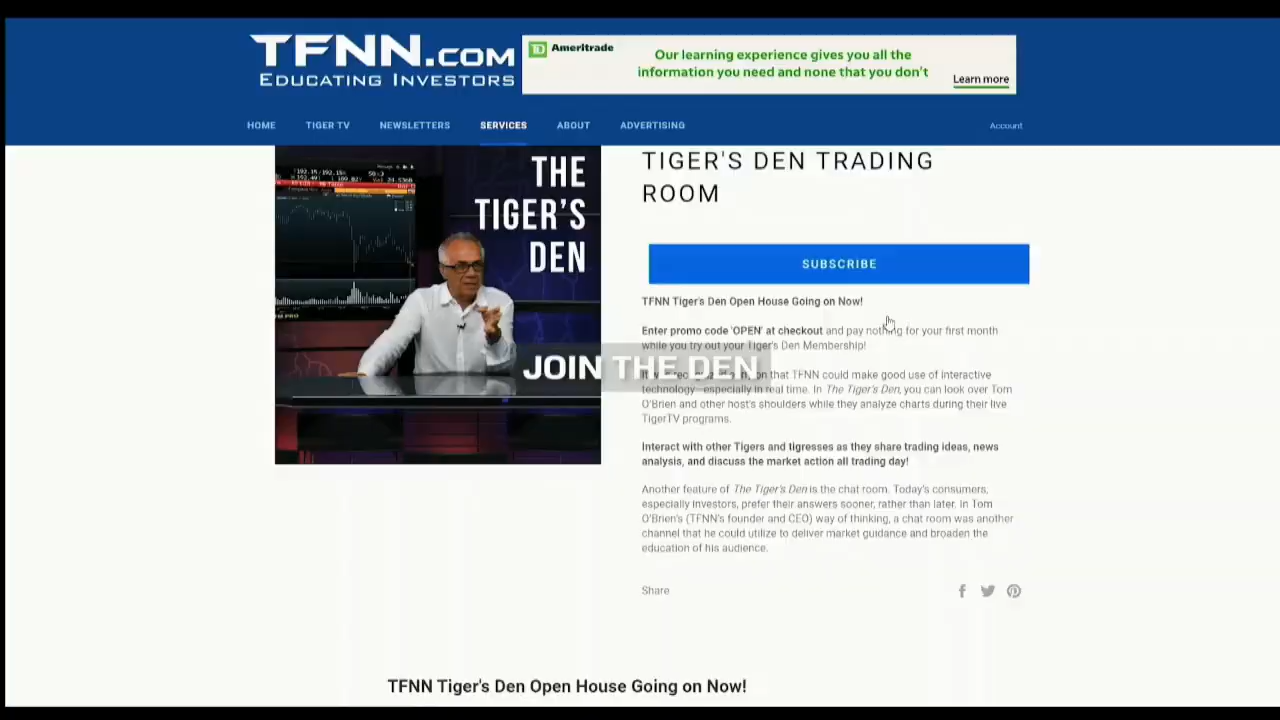 TFNN.COM
EDUCATING INVESTORS
Ameritrade
Our learning experience gives you all the
information you need and none that you don't
Learn more
HOME
TIGER TV
NEWSLETTERS
SERVICES
ABOUT
ADVERTISING
Account
THE
TIGER'S
DEN
TIGER'S DEN TRADING
ROOM
SUBSCRIBE
TFNN Tiger's Den Open House Going on Now!
Enter promo code 'OPEN' at checkout and pay nothing for your first month
while you try out your Tiger's Den Membership!
JOIN THE DEN
that TFNN could make good use of interactive
technology—especially in real time. In The Tiger's Den, you can look over Tom
O'Brien and other host's shoulders while they analyze charts during their live
TigerTV programs.
Interact with other Tigers and tigresses as they share trading ideas, news
analysis, and discuss the market action all trading day!
Another feature of The Tiger's Den is the chat room. Today's consumers,
especially investors, prefer their answers sooner, rather than later. In Tom
O'Brien's (TFNN's founder and CEO) way of thinking, a chat room was another
channel that he could utilize to deliver market guidance and broaden the
education of his audience.
Share
TFNN Tiger's Den Open House Going on Now!